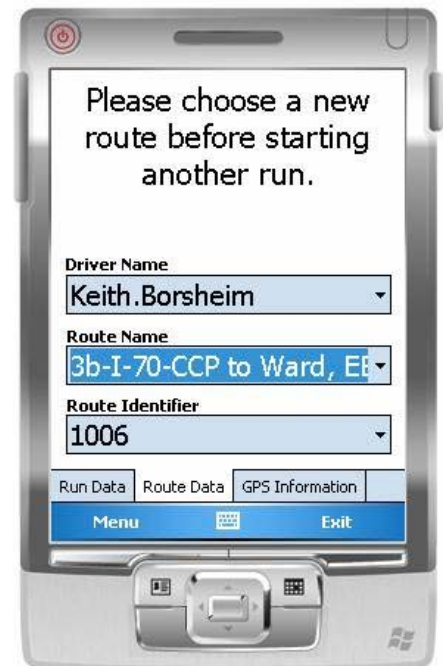 Please choose a new
route before starting
another run.
Driver Name
Keith.Borsheim
Route Name
3b-I-70-CCP to Ward, EB
Route Identifier
1006
Run Data Route Data GPS Information
Menu Exit